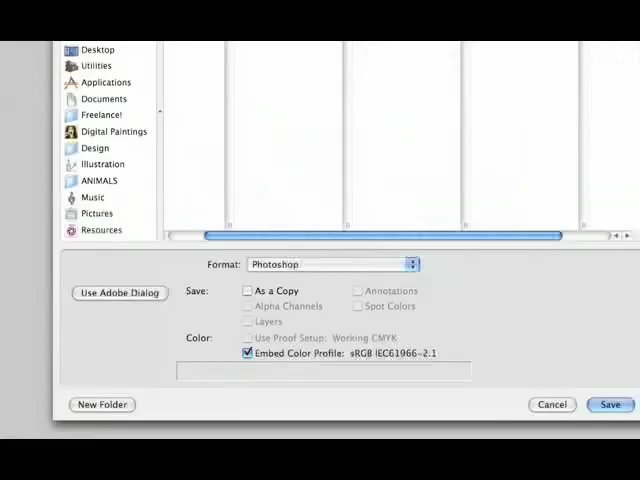 Desktop
Utilities
Applications
Documents
Freelance!
Digital Paintings
Design
Illustration
ANIMALS
Music
Pictures
Resources
Format: Photoshop
Use Adobe Dialog
Save: As a Copy Annotations
Alpha Channels Spot Colors
Layers
Color: Use Proof Setup: Working CMYK
Embed Color Profile: sRGB IEC61966-2.1
New Folder Cancel Save